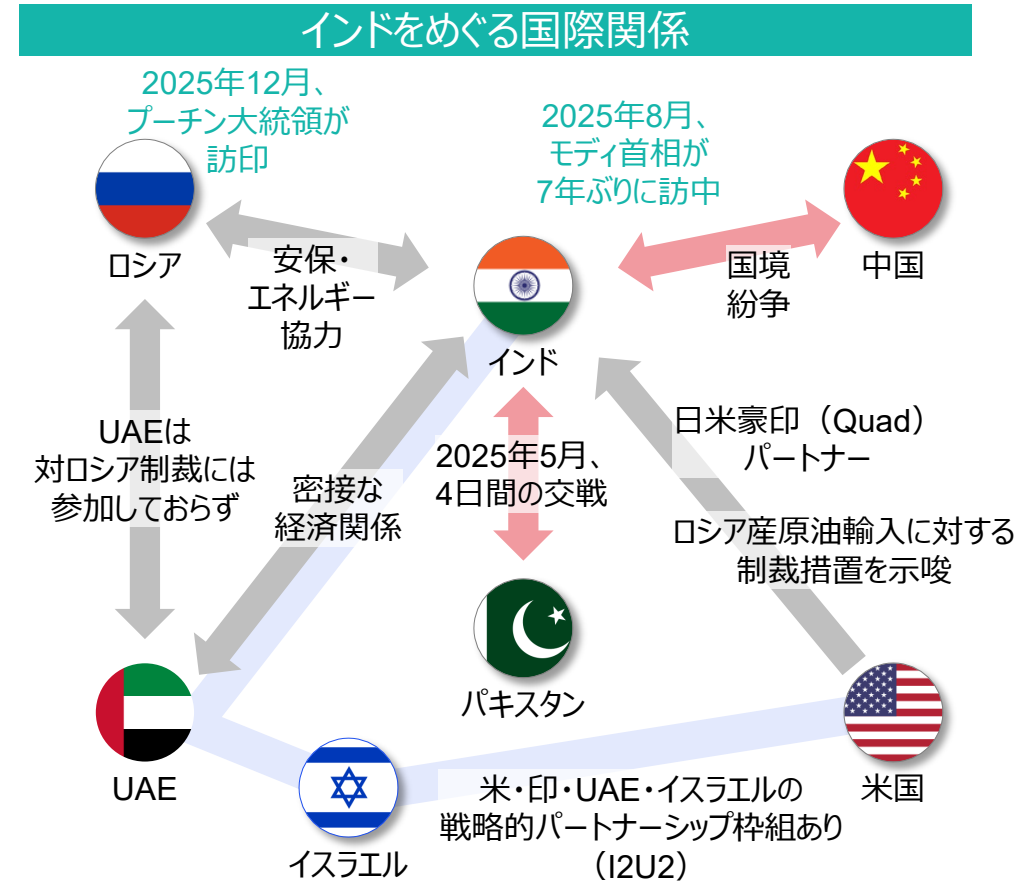 インドをめぐる国際関係
2025年12月、
プーチン大統領が
訪印
2025年8月、
モディ首相が
7年ぶりに訪中
ロシア
安保・
エネルギー
協力
国境
紛争
中国
インド
UAEは
対ロシア制裁には
参加しておらず
密接な
経済関係
2025年5月、
4日間の交戦
日米豪印（Quad）
パートナー
ロシア産原油輸入に対する
制裁措置を示唆
パキスタン
UAE
米国
イスラエル
米・印・UAE・イスラエルの
戦略的パートナーシップ枠組あり
（I2U2）